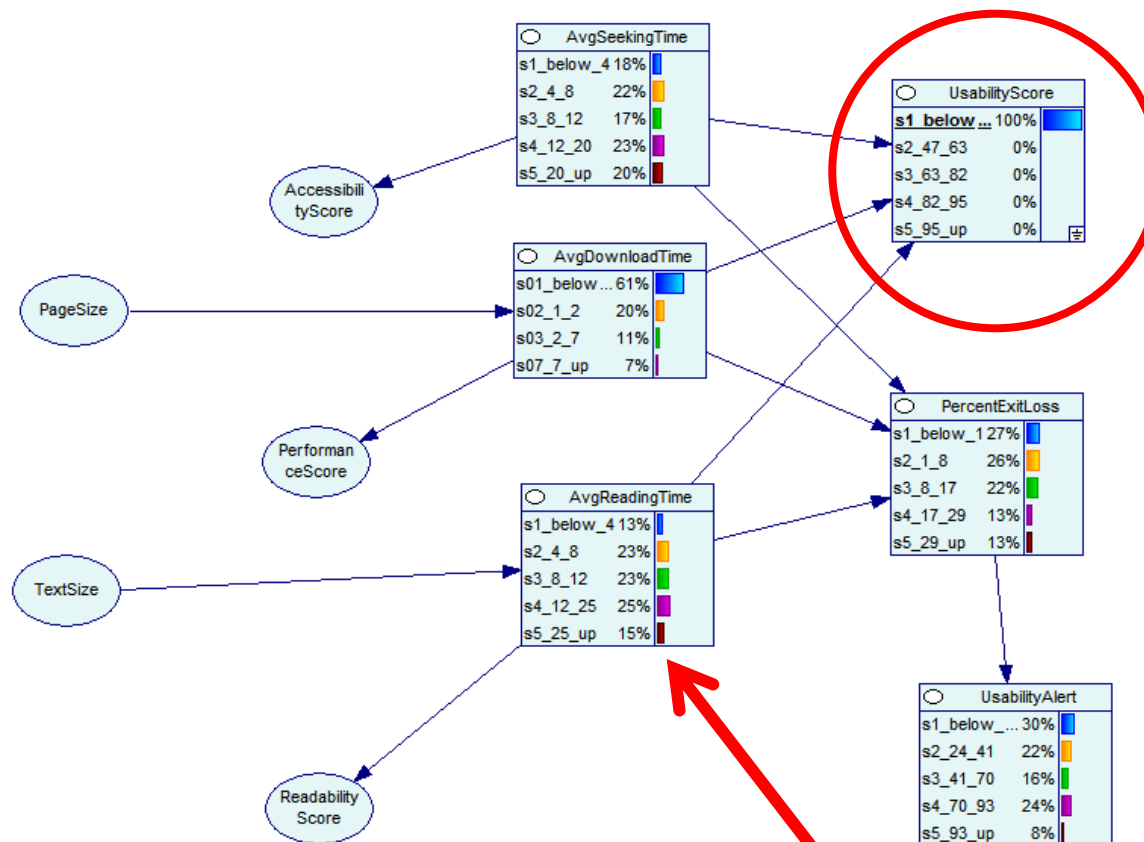 AvgSeekingTime
s1_below_4 18%
s2_4_8 22%
s3_8_12 17%
s4_12_20 23%
s5_20_up 20%
UsabilityScore
s1_below ... 100%
s2_47_63 0%
s3_63_82 0%
s4_82_95 0%
s5_95_up 0%
Accessibili
tyScore
AvgDownloadTime
s01_below... 61%
s02_1_2 20%
s03_2_7 11%
s07_7_up 7%
PageSize
PercentExitLoss
s1_below_1 27%
s2_1_8 26%
s3_8_17 22%
s4_17_29 13%
s5_29_up 13%
Performan
ceScore
AvgReadingTime
s1_below_4 13%
s2_4_8 23%
s3_8_12 23%
s4_12_25 25%
s5_25_up 15%
TextSize
UsabilityAlert
s1_below_... 30%
s2_24_41 22%
s3_41_70 16%
s4_70_93 24%
s5_93_up 8%
Readability
Score